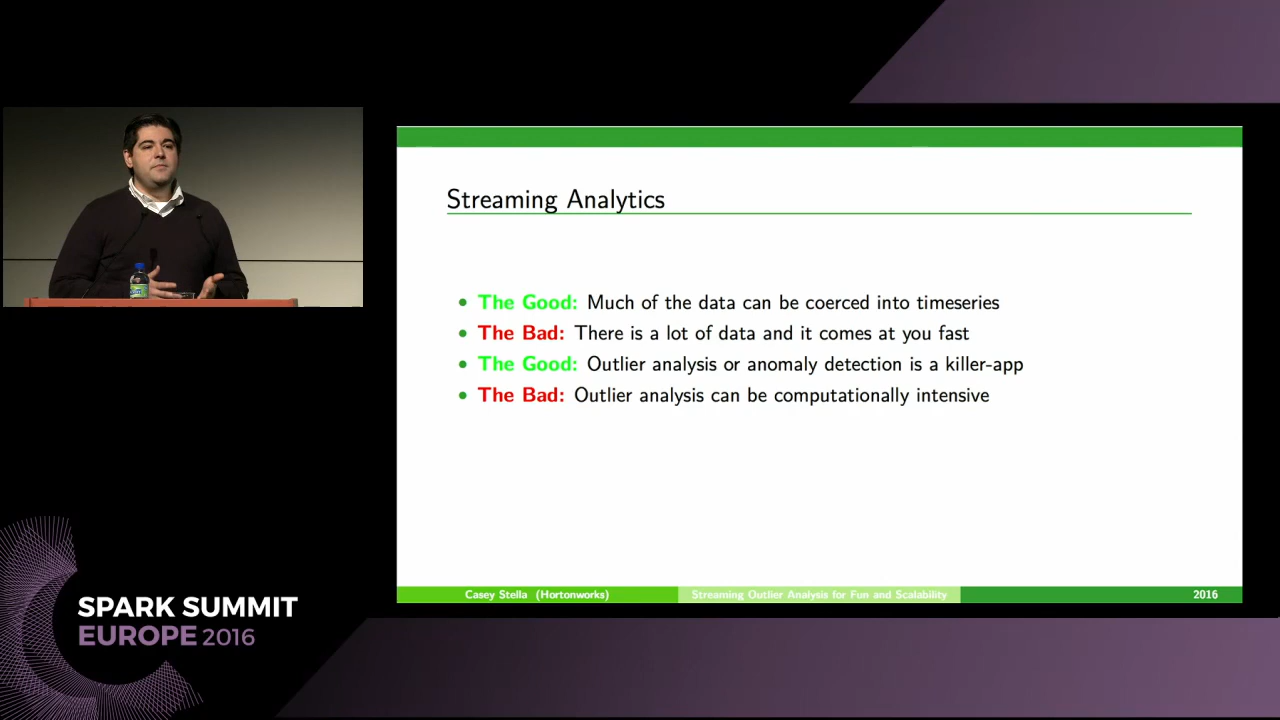 Streaming Analytics
• The Good: Much of the data can be coerced into timeseries
• The Bad: There is a lot of data and it comes at you fast
• The Good: Outlier analysis or anomaly detection is a killer-app
• The Bad: Outlier analysis can be computationally intensive
Casey Stella (Hortonworks) Streaming Outlier Analysis for Fun and Scalability 2016
SPARK SUMMIT
EUROPE 2016